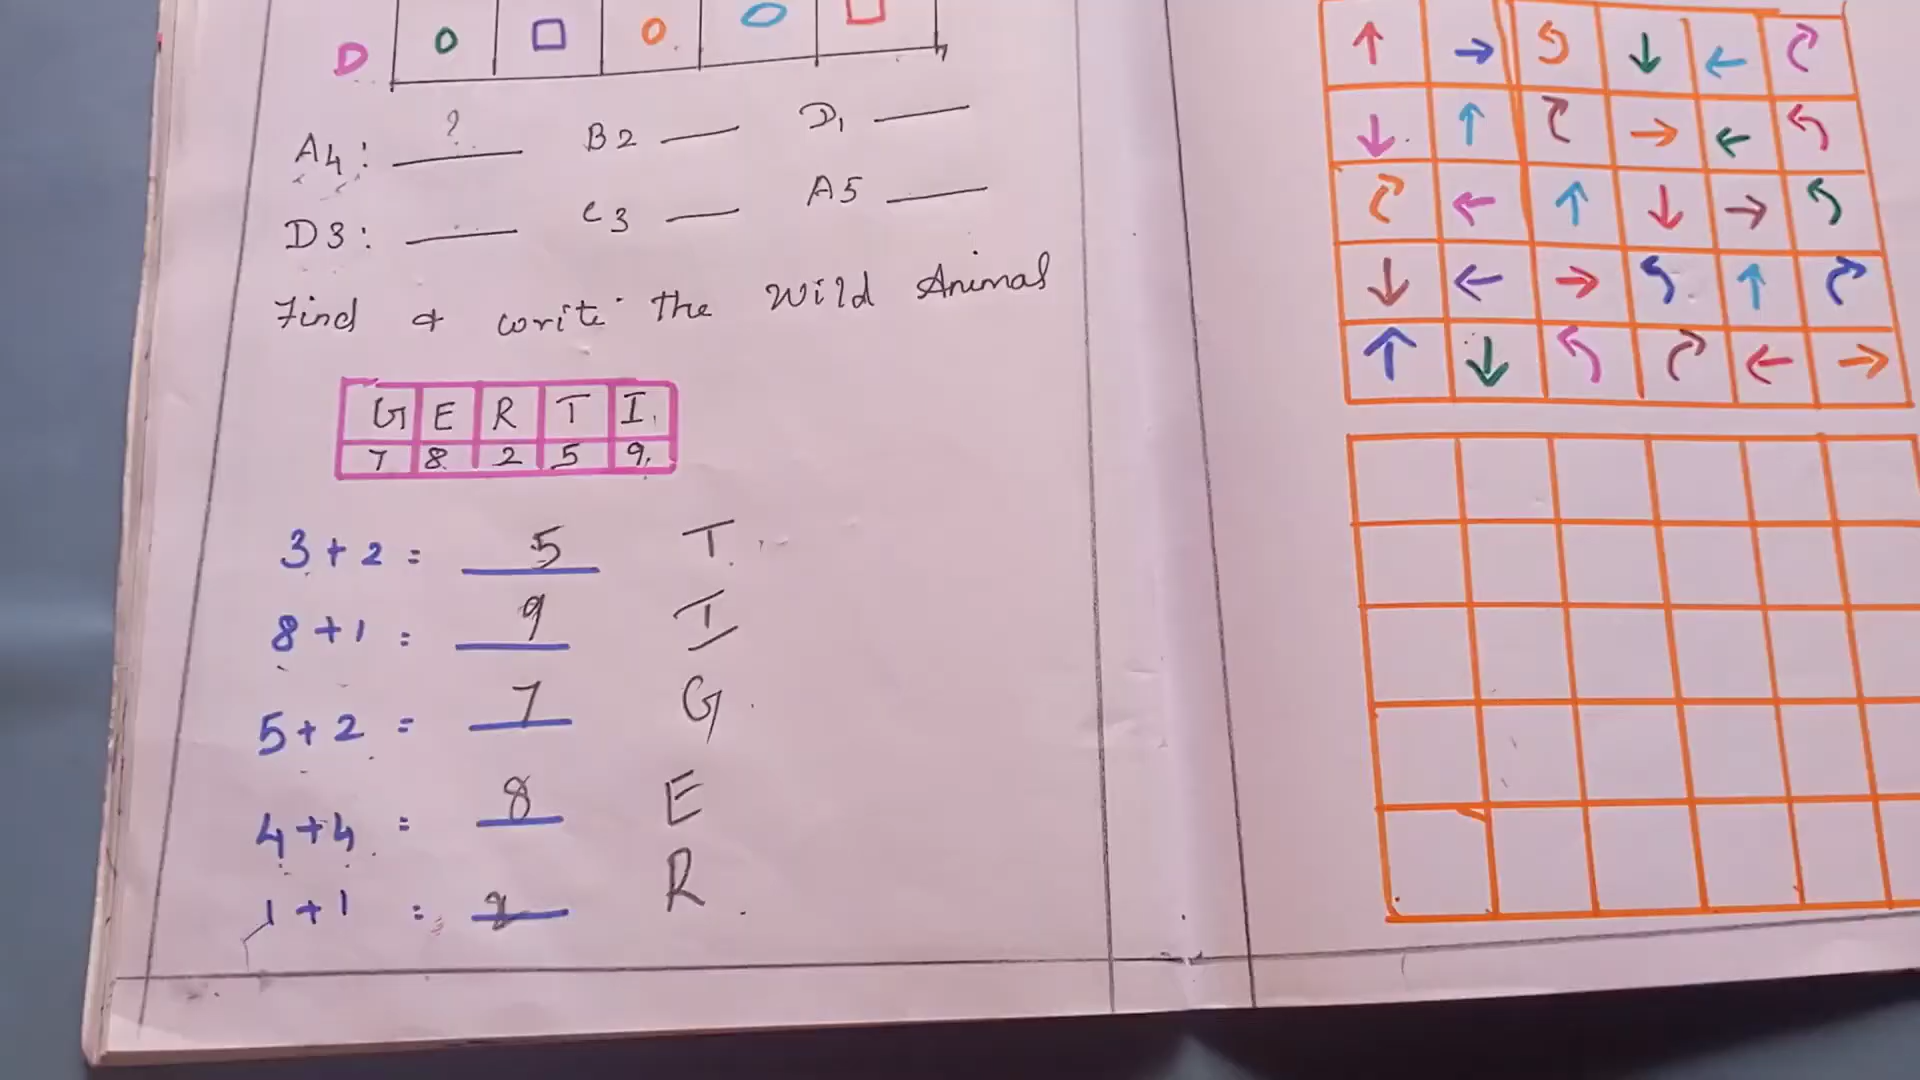 D
A4: ? B2 D1
D3: C3 A5
Find & write the Wild Animal
G E R T I
7 8 2 5 9
3+2 = 5 T
8+1 = 9 I
5+2 = 7 G
4+4 = 8 E
1+1 = 2 R